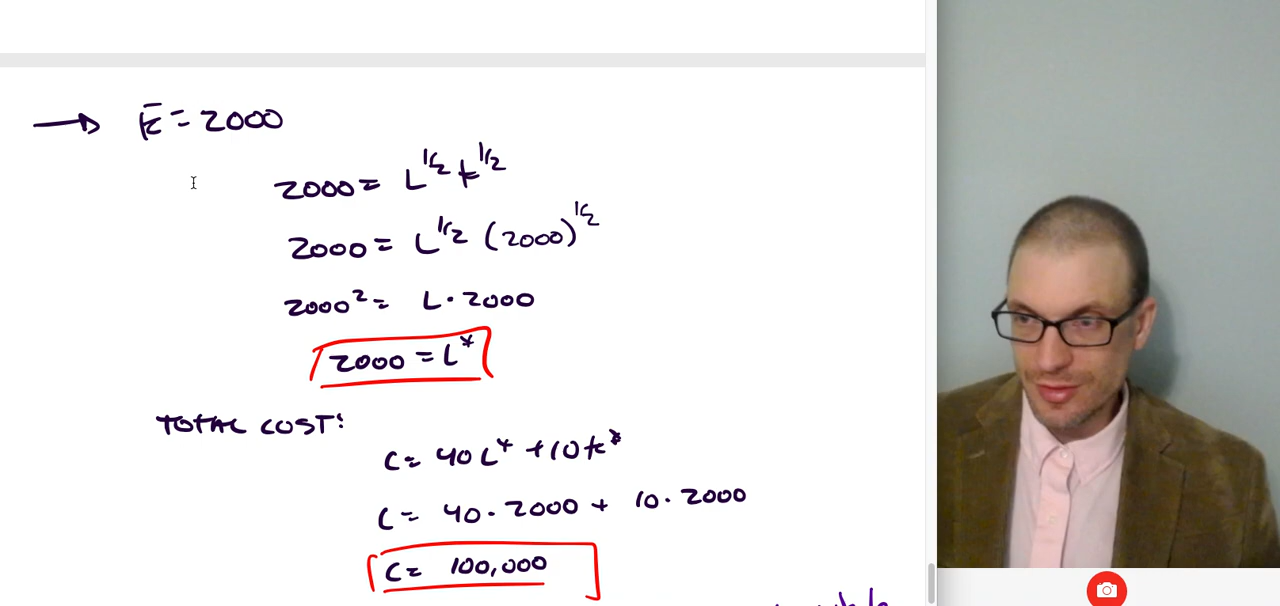 → K̄ = 2000
2000 = L^1/2 K^1/2
2000 = L^1/2 (2000)^1/2
2000² = L · 2000
2000 = L*
TOTAL COST:
C = 40L* + 10K*
C = 40 · 2000 + 10 · 2000
C = 100,000